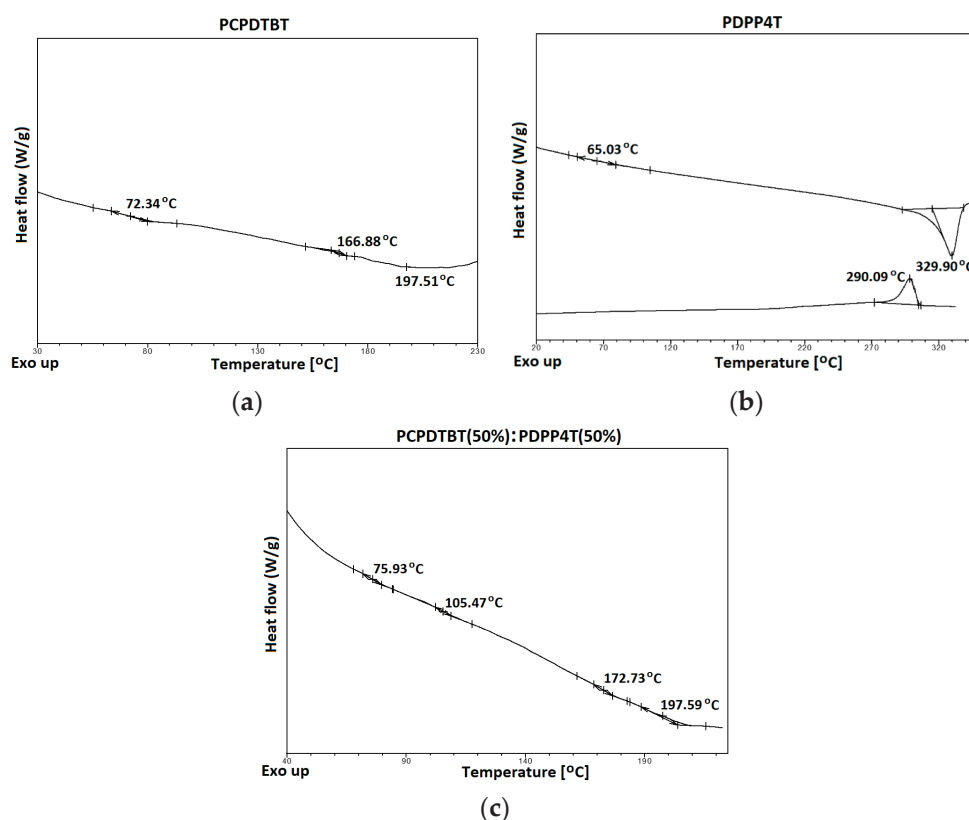 PCPDTBT
Heat flow (W/g)
72.34°C
166.88°C
197.51°C
30 80 130 180 230
Exo up
Temperature [°C]
(a)
PDPP4T
Heat flow (W/g)
65.03°C
290.09°C
329.90°C
20 70 120 170 220 270 320
Exo up
Temperature [°C]
(b)
PCPDTBT(50%):PDPP4T(50%)
Heat flow (W/g)
75.93°C
105.47°C
172.73°C
197.59°C
40 90 140 190
Exo up
Temperature [°C]
(c)